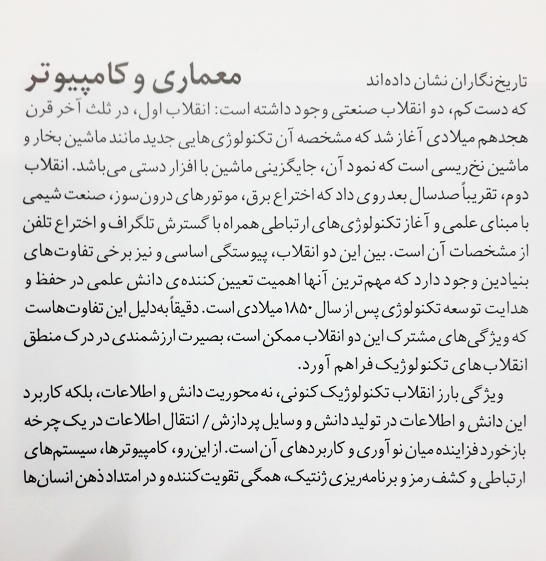 معماری و کامپیوتر
تاریخ‌نگاران نشان داده‌اند
که دست کم، دو انقلاب صنعتی وجود داشته است: انقلاب اول، در ثلث آخر قرن
هجدهم میلادی آغاز شد که مشخصه آن تکنولوژی‌هایی جدید مانند ماشین بخار و
ماشین نخ‌ریسی است که نمود آن، جایگزینی ماشین با افزار دستی می‌باشد. انقلاب
دوم، تقریباً صدسال بعد روی داد که اختراع برق، موتورهای درون‌سوز، صنعت شیمی
با مبنای علمی و آغاز تکنولوژی‌های ارتباطی همراه با گسترش تلگراف و اختراع تلفن
از مشخصات آن است. بین این دو انقلاب، پیوستگی اساسی و نیز برخی تفاوت‌های
بنیادین وجود دارد که مهم‌ترین آنها اهمیت تعیین کننده‌ی دانش علمی در حفظ و
هدایت توسعه تکنولوژی پس از سال ۱۸۵۰ میلادی است. دقیقاً به‌دلیل این تفاوت‌هاست
که ویژگی‌های مشترک این دو انقلاب ممکن است، بصیرت ارزشمندی در درک منطق
انقلاب‌های تکنولوژیک فراهم آورد.
ویژگی بارز انقلاب تکنولوژیک کنونی، نه محوریت دانش و اطلاعات، بلکه کاربرد
این دانش و اطلاعات در تولید دانش و وسایل پردازش / انتقال اطلاعات در یک چرخه
بازخورد فزاینده میان نوآوری و کاربردهای آن است. از این‌رو، کامپیوترها، سیستم‌های
ارتباطی و کشف رمز و برنامه‌ریزی ژنتیک، همگی تقویت‌کننده و در امتداد ذهن انسان‌ها